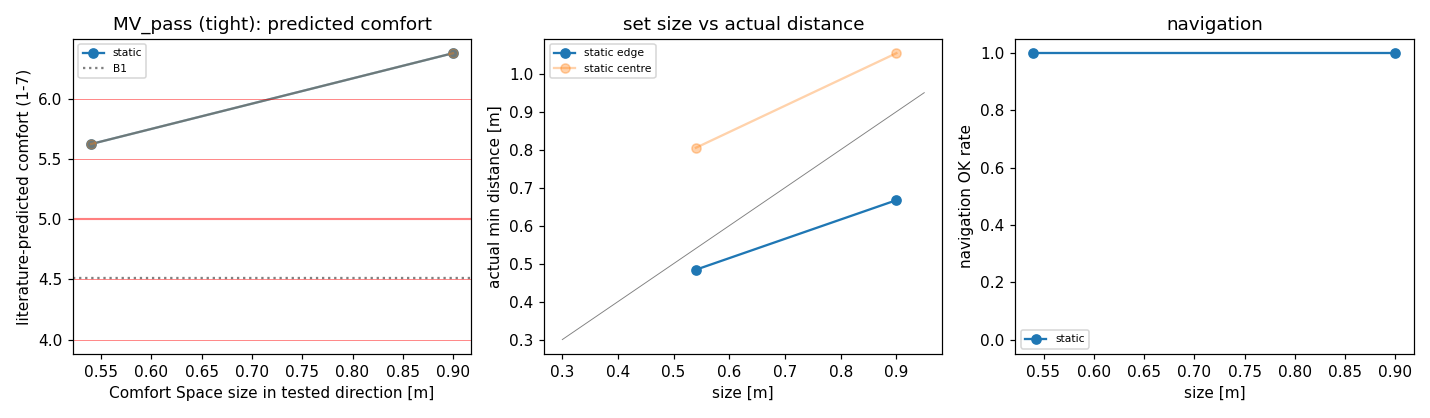 MV_pass (tight): predicted comfort
static
B1
literature-predicted comfort (1-7)
6.0
5.5
5.0
4.5
4.0
0.55 0.60 0.65 0.70 0.75 0.80 0.85 0.90
Comfort Space size in tested direction [m]
set size vs actual distance
static edge
static centre
actual min distance [m]
1.0
0.9
0.8
0.7
0.6
0.5
0.4
0.3
0.3 0.4 0.5 0.6 0.7 0.8 0.9
size [m]
navigation
navigation OK rate
1.0
0.8
0.6
0.4
0.2
0.0
static
0.55 0.60 0.65 0.70 0.75 0.80 0.85 0.90
size [m]